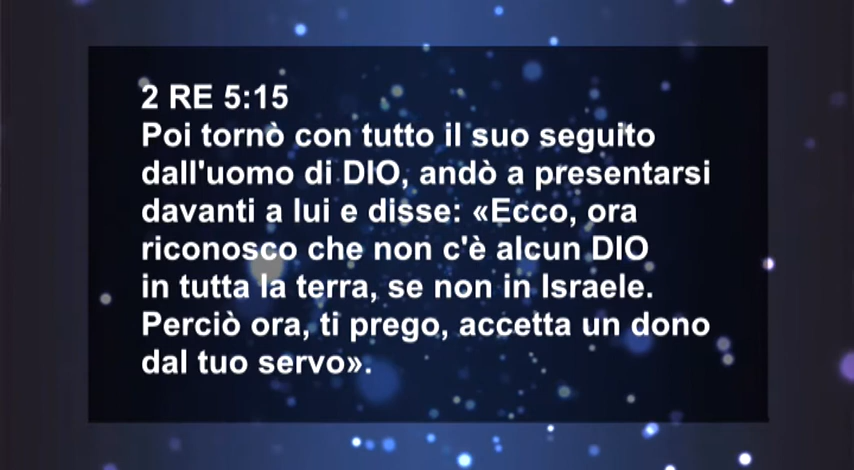 2 RE 5:15
Poi tornò con tutto il suo seguito
dall'uomo di DIO, andò a presentarsi
davanti a lui e disse: «Ecco, ora
riconosco che non c'è alcun DIO
in tutta la terra, se non in Israele.
Perciò ora, ti prego, accetta un dono
dal tuo servo».